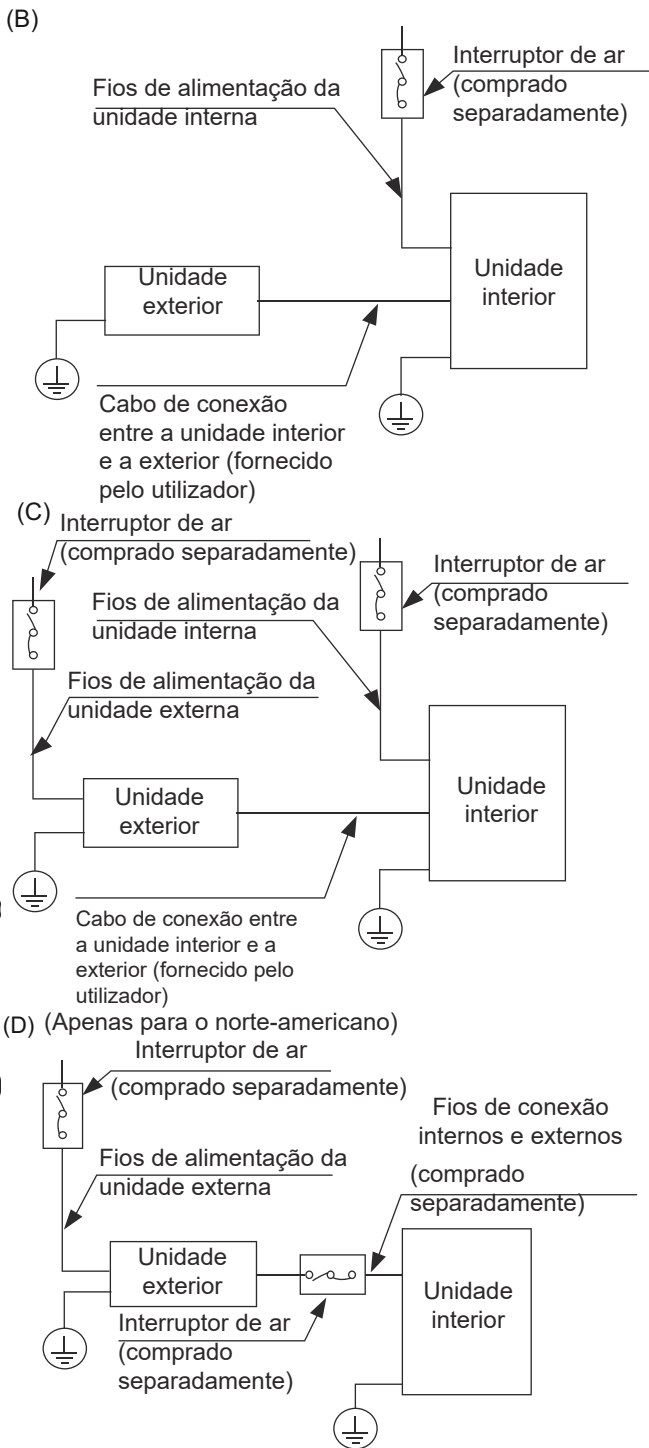 (B)
Interruptor de ar
(comprado
separadamente)
Fios de alimentação da
unidade interna
Unidade
exterior
Unidade
interior
Cabo de conexão
entre a unidade interior
e a exterior (fornecido
pelo utilizador)
(C)
Interruptor de ar
(comprado separadamente)
Interruptor de ar
(comprado
separadamente)
Fios de alimentação da
unidade interna
Fios de alimentação da
unidade externa
Unidade
exterior
Unidade
interior
Cabo de conexão entre
a unidade interior e a
exterior (fornecido pelo
utilizador)
(D) (Apenas para o norte-americano)
Interruptor de ar
(comprado separadamente)
Fios de conexão
internos e externos
(comprado
separadamente)
Fios de alimentação da
unidade externa
Unidade
exterior
Unidade
interior
Interruptor de ar
(comprado
separadamente)